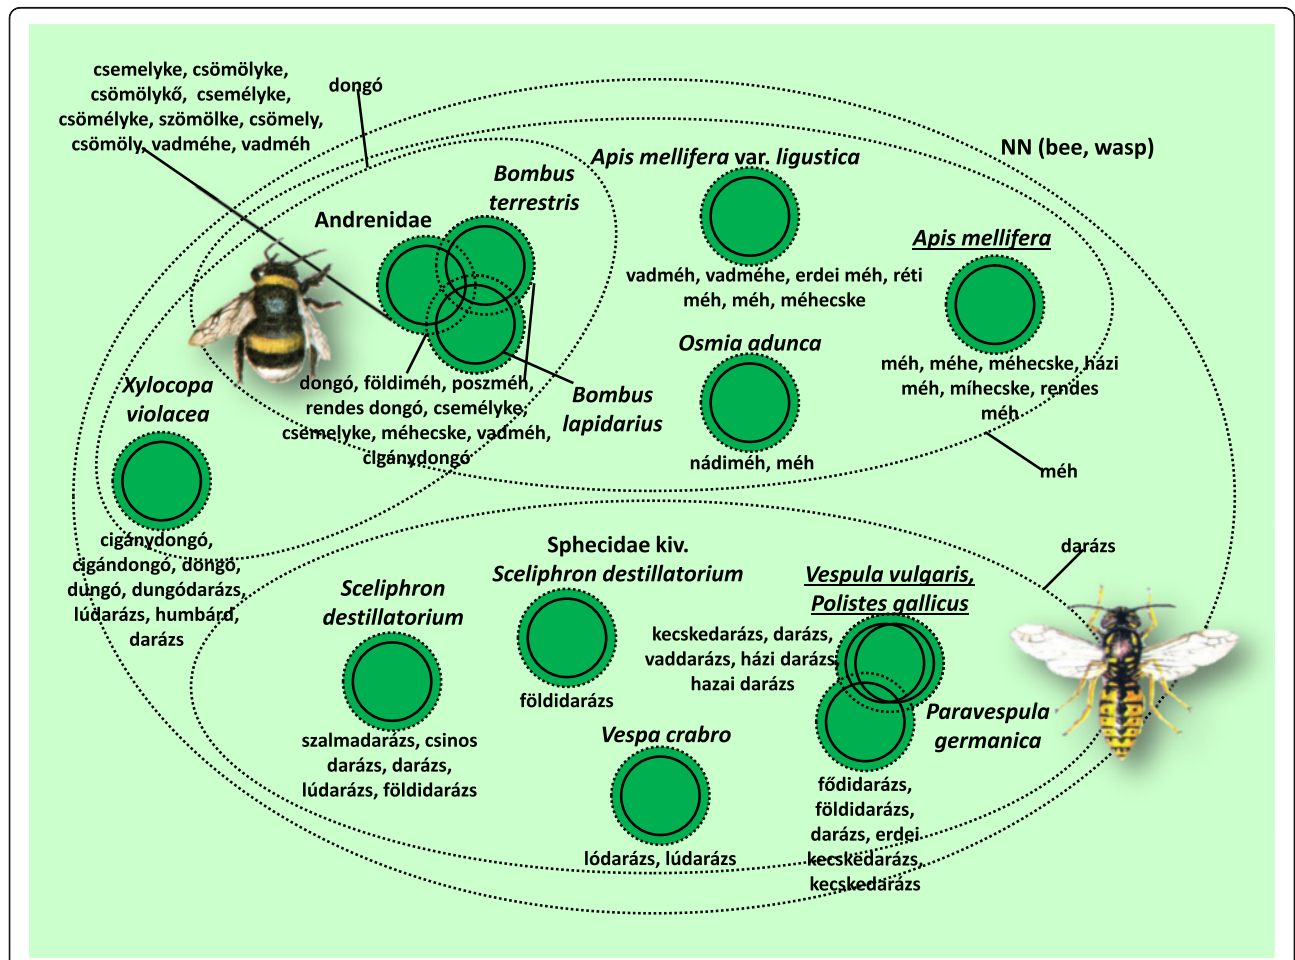 csemelyke, csömölyke,
csömölykő, csemélyke,
csömélyke, szömölke, csömely,
csömöly, vadméhe, vadméh
dongó
NN (bee, wasp)
Apis mellifera var. ligustica
Bombus
terrestris
Andrenidae
Apis mellifera
vadméh, vadméhe, erdei méh, réti
méh, méh, méhecske
Osmia adunca
méh, méhe, méhecske, házi
méh, míhecske, rendes
méh
Xylocopa
violacea
dongó, földiméh, poszméh,
rendes dongó, csemélyke,
csemelyke, méhecske, vadméh,
cigánydongó
Bombus
lapidarius
nádiméh, méh
méh
cigánydongó,
cigándongó, döngö,
dungó, dungódarázs,
lúdarázs, humbárd,
darázs
darázs
Sphecidae kiv.
Sceliphron destillatorium
Sceliphron
destillatorium
Vespula vulgaris,
Polistes gallicus
kecskedarázs, darázs,
vaddarázs, házi darázs,
hazai darázs
földidarázs
Paravespula
germanica
Vespa crabro
szalmadarázs, csinos
darázs, darázs,
lúdarázs, földidarázs
fődidarázs,
földidarázs,
darázs, erdei
kecskedarázs,
kecskedarázs
lódarázs, lúdarázs